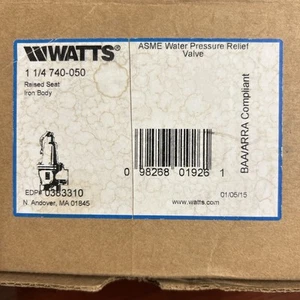 WATTS
ASME Water Pressure Relief
Valve
1 1/4 740-050
Raised Seat
Iron Body
BAA/ARRA Compliant
0 98268 01926 1
EDP# 0383310
01/05/15
N. Andover, MA 01845
www.watts.com